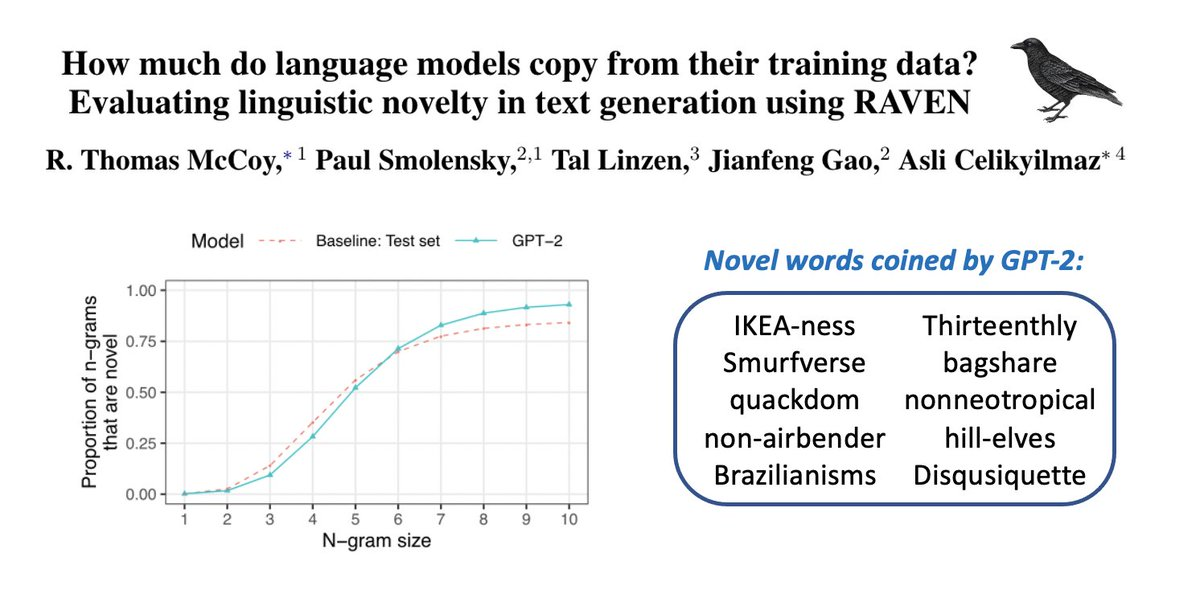 How much do language models copy from their training data?
Evaluating linguistic novelty in text generation using RAVEN
R. Thomas McCoy,* 1 Paul Smolensky,2,1 Tal Linzen,3 Jianfeng Gao,2 Asli Celikyilmaz* 4
Model Baseline: Test set GPT-2
Proportion of n-grams
that are novel
1.00
0.75
0.50
0.25
0.00
1 2 3 4 5 6 7 8 9 10
N-gram size
Novel words coined by GPT-2:
IKEA-ness Thirteenthly
Smurfverse bagshare
quackdom nonneotropical
non-airbender hill-elves
Brazilianisms Disqusiquette